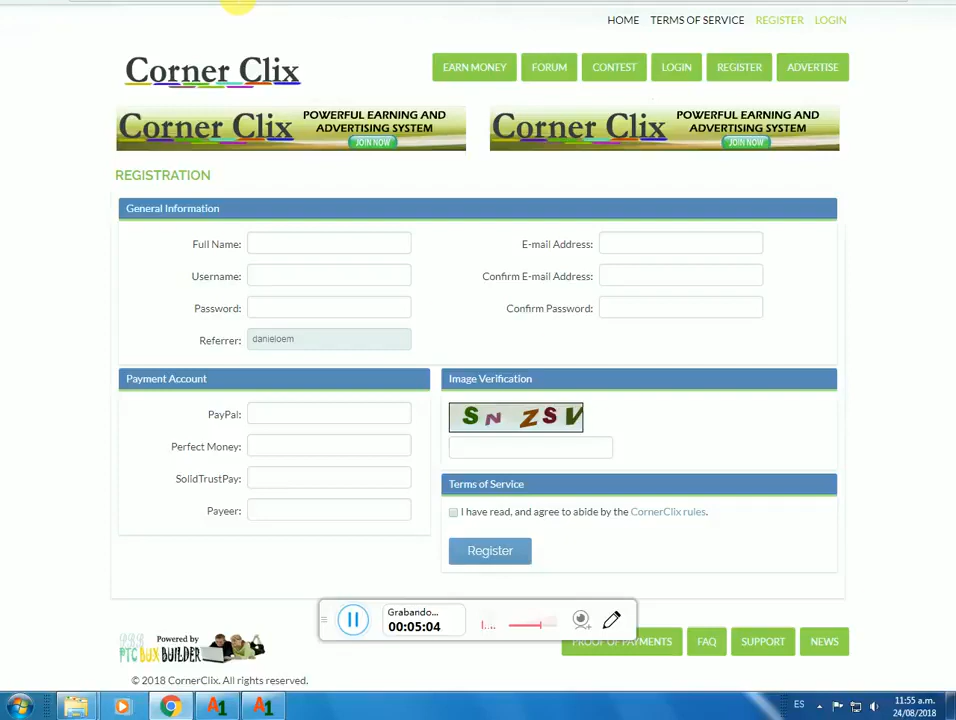 HOME TERMS OF SERVICE REGISTER LOGIN
Corner Clix
EARN MONEY FORUM CONTEST LOGIN REGISTER ADVERTISE
Corner Clix POWERFUL EARNING AND ADVERTISING SYSTEM JOIN NOW
Corner Clix POWERFUL EARNING AND ADVERTISING SYSTEM JOIN NOW
REGISTRATION
General Information
Full Name: E-mail Address:
Username: Confirm E-mail Address:
Password: Confirm Password:
Referrer: danieloem
Payment Account
PayPal:
Perfect Money:
SolidTrustPay:
Payeer:
Image Verification
S N Z S V
Terms of Service
I have read, and agree to abide by the CornerClix rules.
Register
Grabando...
00:05:04
Powered by
PTC BUX BUILDER
PROOF OF PAYMENTS FAQ SUPPORT NEWS
© 2018 CornerClix. All rights reserved.
ES
11:55 a.m.
24/08/2018